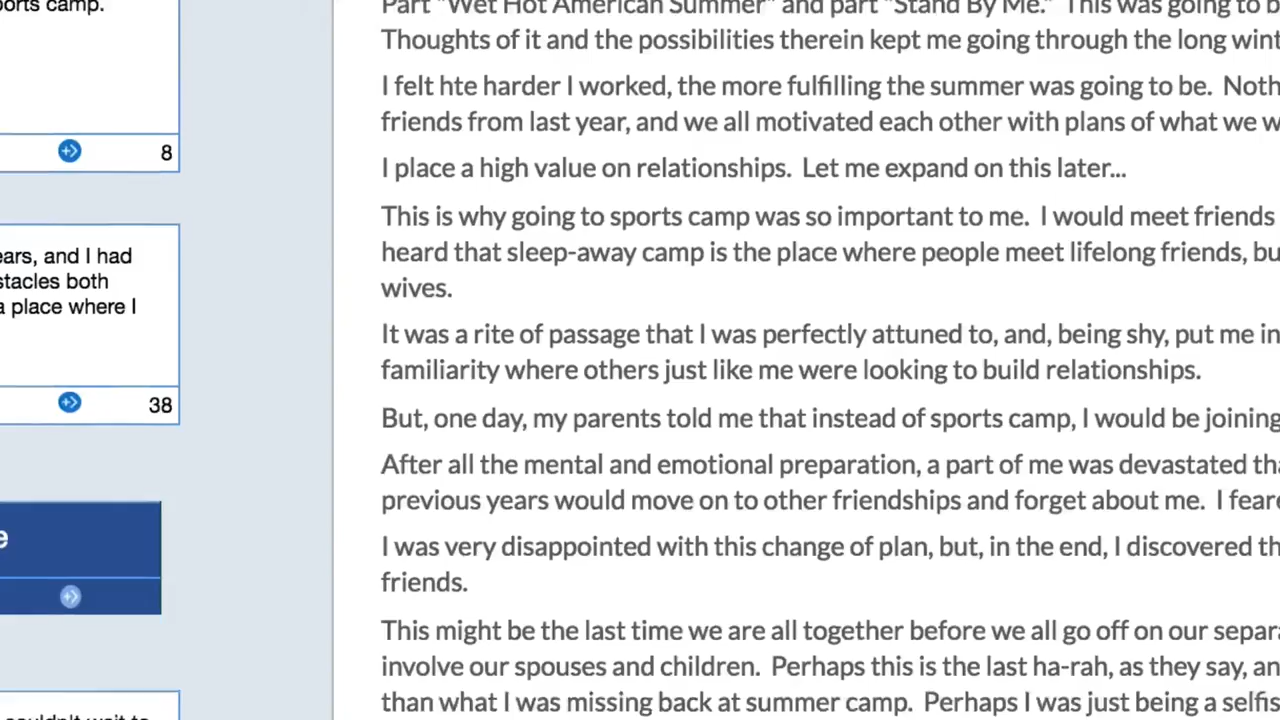 ports camp.
8
ears, and I had
stacles both
a place where I
38
e
Part "Wet Hot American Summer" and part "Stand By Me." This was going to b
Thoughts of it and the possibilities therein kept me going through the long wint
I felt hte harder I worked, the more fulfilling the summer was going to be. Noth
friends from last year, and we all motivated each other with plans of what we w
I place a high value on relationships. Let me expand on this later...
This is why going to sports camp was so important to me. I would meet friends
heard that sleep-away camp is the place where people meet lifelong friends, bu
wives.
It was a rite of passage that I was perfectly attuned to, and, being shy, put me in
familiarity where others just like me were looking to build relationships.
But, one day, my parents told me that instead of sports camp, I would be joining
After all the mental and emotional preparation, a part of me was devastated tha
previous years would move on to other friendships and forget about me. I feare
I was very disappointed with this change of plan, but, in the end, I discovered th
friends.
This might be the last time we are all together before we all go off on our separa
involve our spouses and children. Perhaps this is the last ha-rah, as they say, an
than what I was missing back at summer camp. Perhaps I was just being a selfis